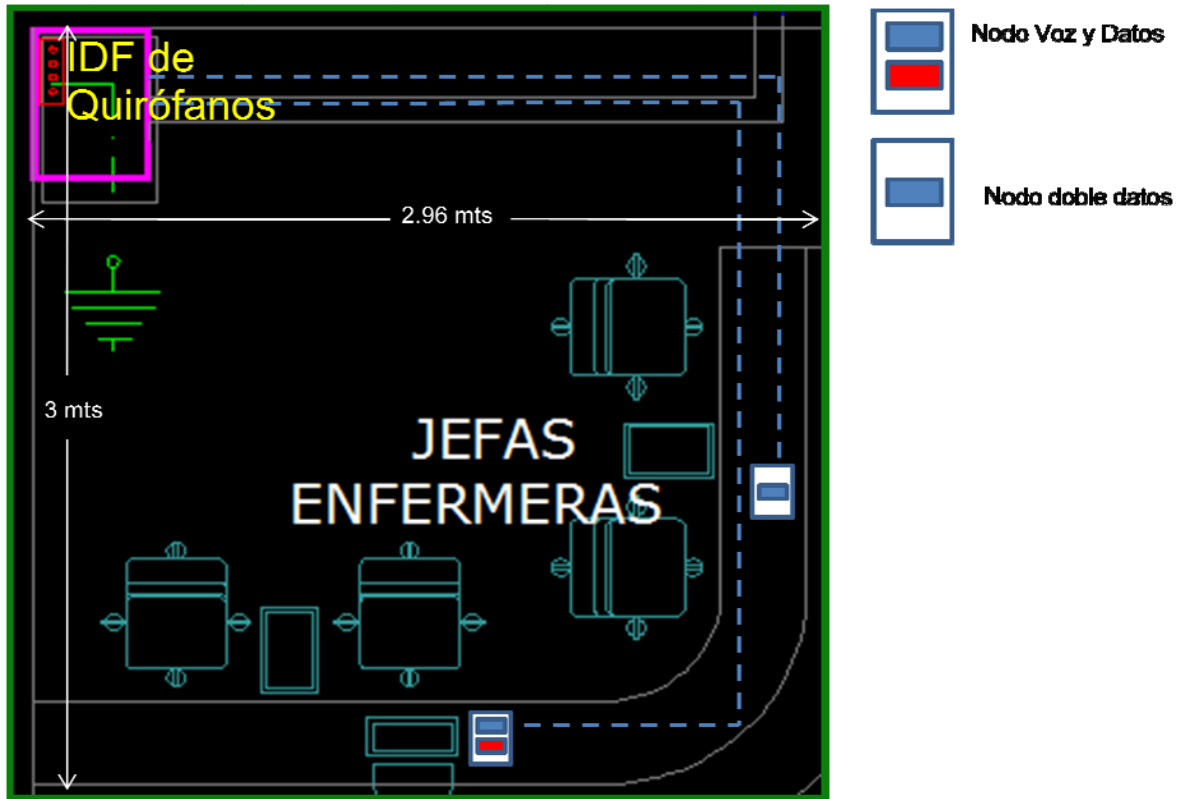 IDF de
Quirófanos
2.96 mts
3 mts
JEFAS
ENFERMERAS
Nodo Voz y Datos
Nodo doble datos